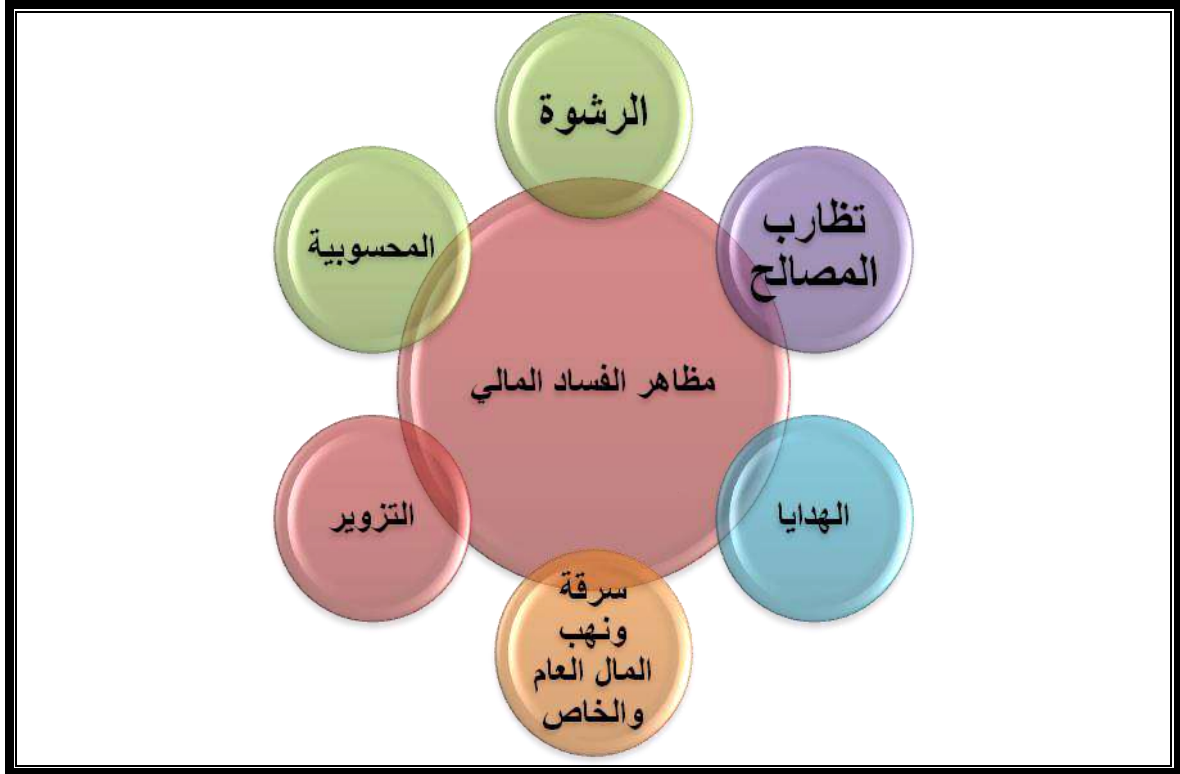 الرشوة
تظارب
المصالح
المحسوبية
مظاهر الفساد المالي
الهدايا
التزوير
سرقة
ونهب
المال العام
والخاص